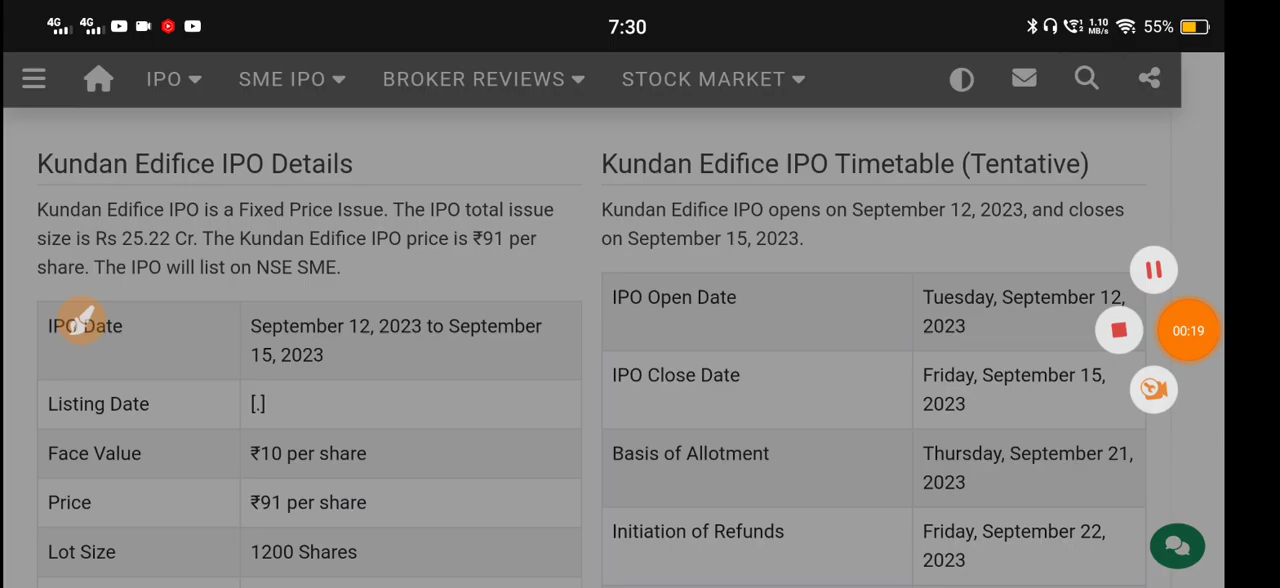 4G 4G 7:30 1.10 MB/s 55%
IPO SME IPO BROKER REVIEWS STOCK MARKET
Kundan Edifice IPO Details
Kundan Edifice IPO is a Fixed Price Issue. The IPO total issue
size is Rs 25.22 Cr. The Kundan Edifice IPO price is ₹91 per
share. The IPO will list on NSE SME.
IPO Date September 12, 2023 to September
15, 2023
Listing Date [.]
Face Value ₹10 per share
Price ₹91 per share
Lot Size 1200 Shares
Kundan Edifice IPO Timetable (Tentative)
Kundan Edifice IPO opens on September 12, 2023, and closes
on September 15, 2023.
IPO Open Date Tuesday, September 12,
2023
IPO Close Date Friday, September 15,
2023
Basis of Allotment Thursday, September 21,
2023
Initiation of Refunds Friday, September 22,
2023
00:19